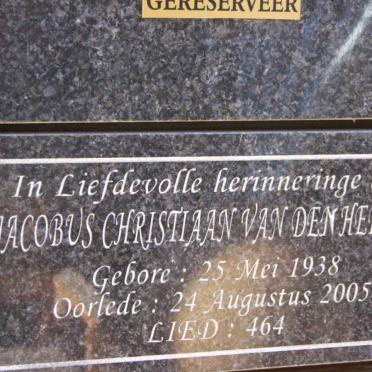 GERESERVEER
In Liefdevolle herinneringe
JACOBUS CHRISTIAAN VAN DEN
Gebore : 25 Mei 1938
Oorlede : 24 Augustus 2005
LIED : 464